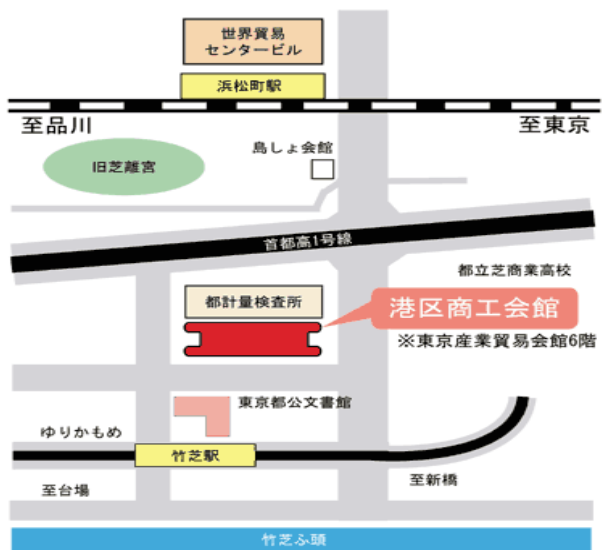 世界貿易
センタービル
浜松町駅
至品川
至東京
島しょ会館
旧芝離宮
首都高1号線
都立芝商業高校
都計量検査所
港区商工会館
※東京産業貿易会館6階
東京都公文書館
ゆりかもめ
竹芝駅
至台場
至新橋
竹芝ふ頭